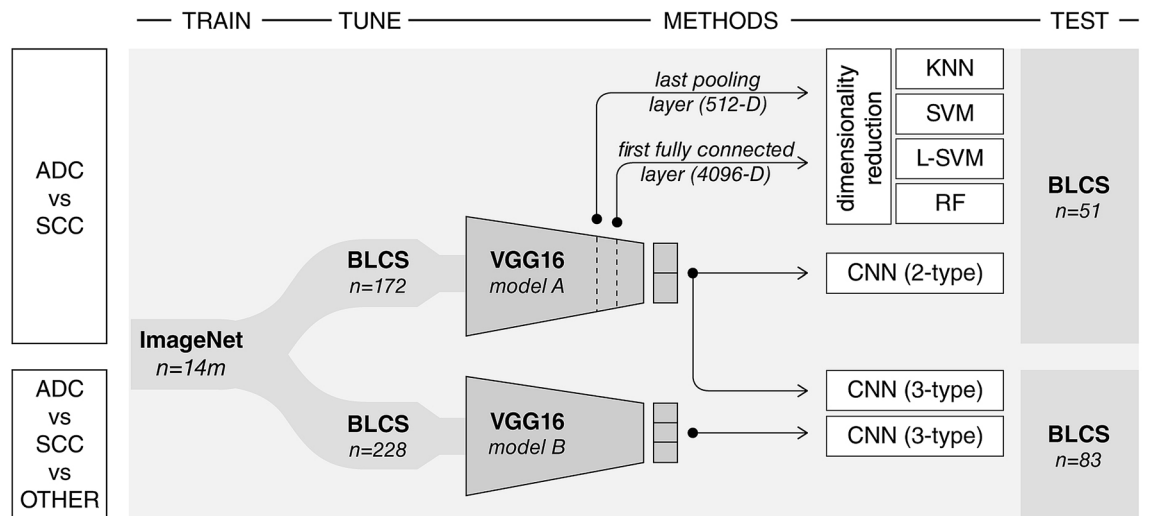 TRAIN TUNE METHODS TEST
ADC
vs
SCC
ImageNet
n=14m
BLCS
n=172
VGG16
model A
last pooling
layer (512-D)
first fully connected
layer (4096-D)
dimensionality
reduction
KNN
SVM
L-SVM
RF
CNN (2-type)
BLCS
n=51
ADC
vs
SCC
vs
OTHER
BLCS
n=228
VGG16
model B
CNN (3-type)
CNN (3-type)
BLCS
n=83